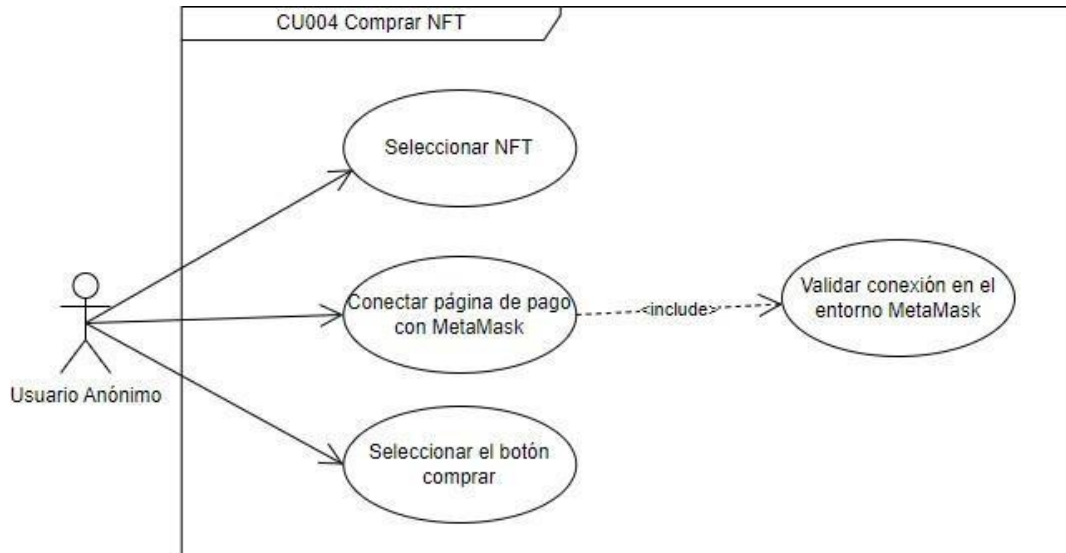 CU004 Comprar NFT
Seleccionar NFT
Conectar página de pago
con MetaMask
<include>
Validar conexión en el
entorno MetaMask
Usuario Anónimo
Seleccionar el botón
comprar